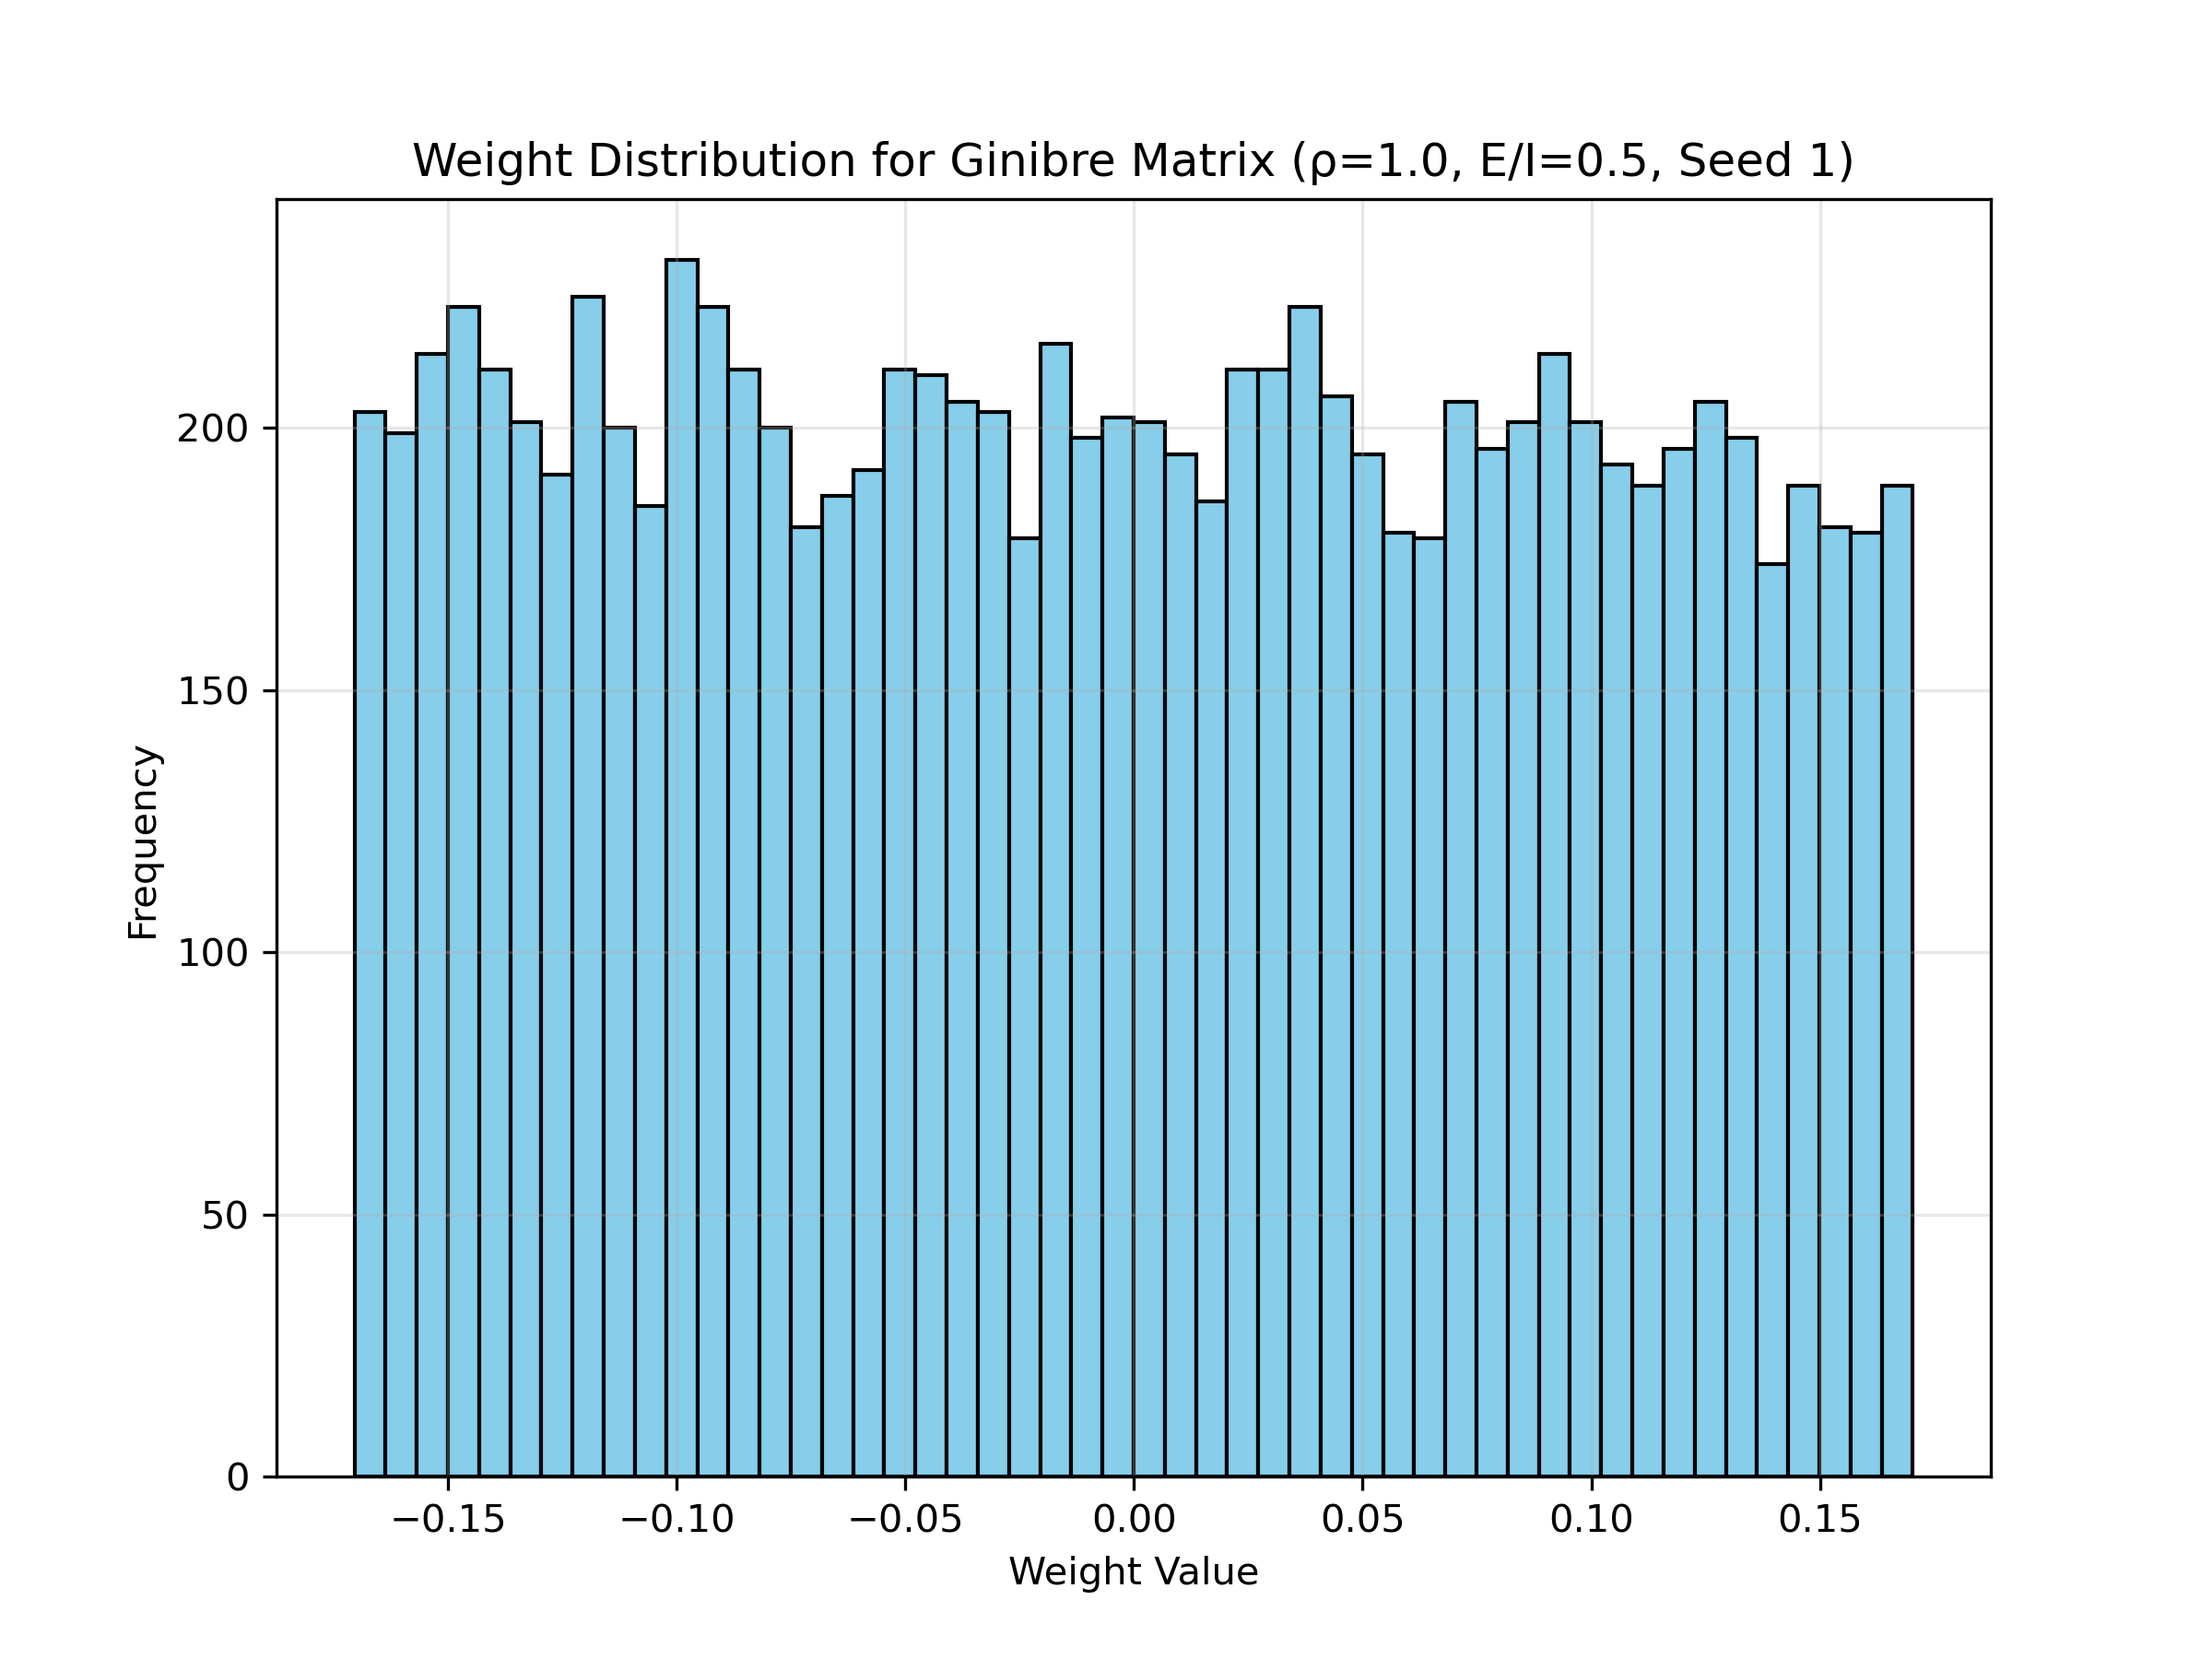 Weight Distribution for Ginibre Matrix (ρ=1.0, E/I=0.5, Seed 1)
Frequency
200
150
100
50
0
−0.15 −0.10 −0.05 0.00 0.05 0.10 0.15
Weight Value